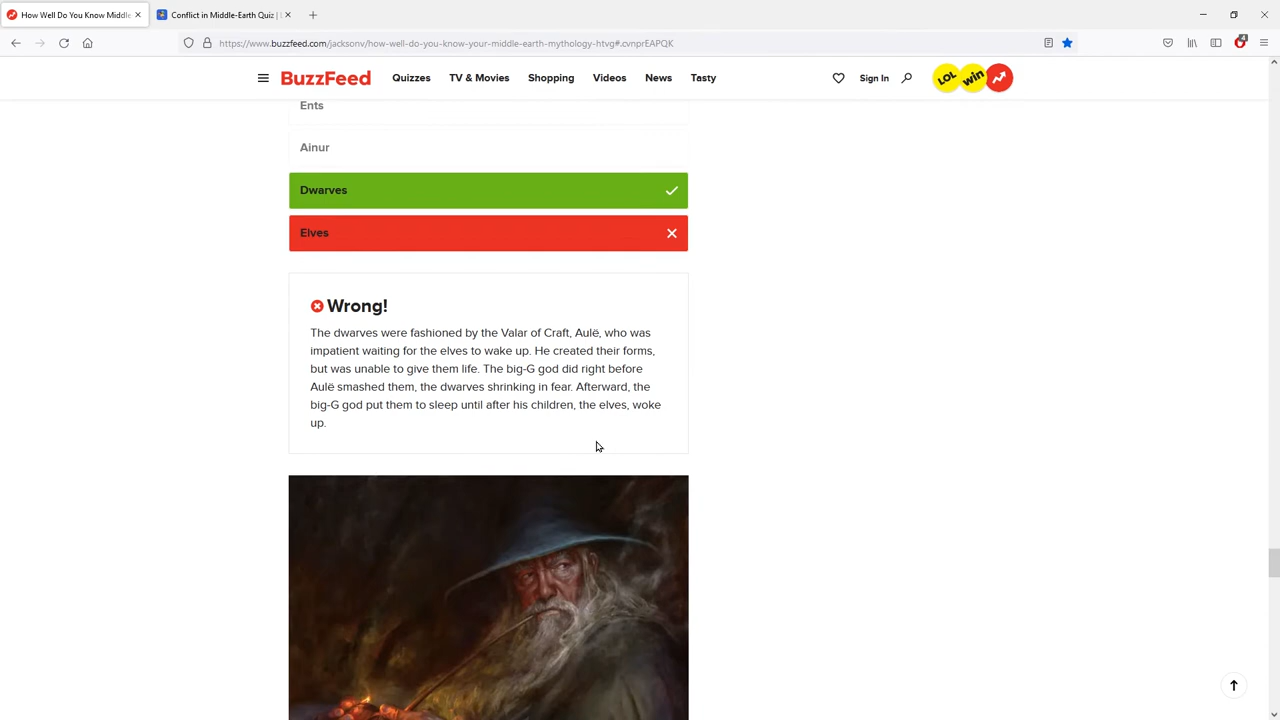 How Well Do You Know Middle-
Conflict in Middle-Earth Quiz |
https://www.buzzfeed.com/jacksonv/how-well-do-you-know-your-middle-earth-mythology-htvg#.cvnprEAPQK
4
BuzzFeed
Quizzes
TV & Movies
Shopping
Videos
News
Tasty
Sign In
LOL
win
Ents
Ainur
Dwarves
Elves
Wrong!
The dwarves were fashioned by the Valar of Craft, Aulë, who was
impatient waiting for the elves to wake up. He created their forms,
but was unable to give them life. The big-G god did right before
Aulë smashed them, the dwarves shrinking in fear. Afterward, the
big-G god put them to sleep until after his children, the elves, woke
up.